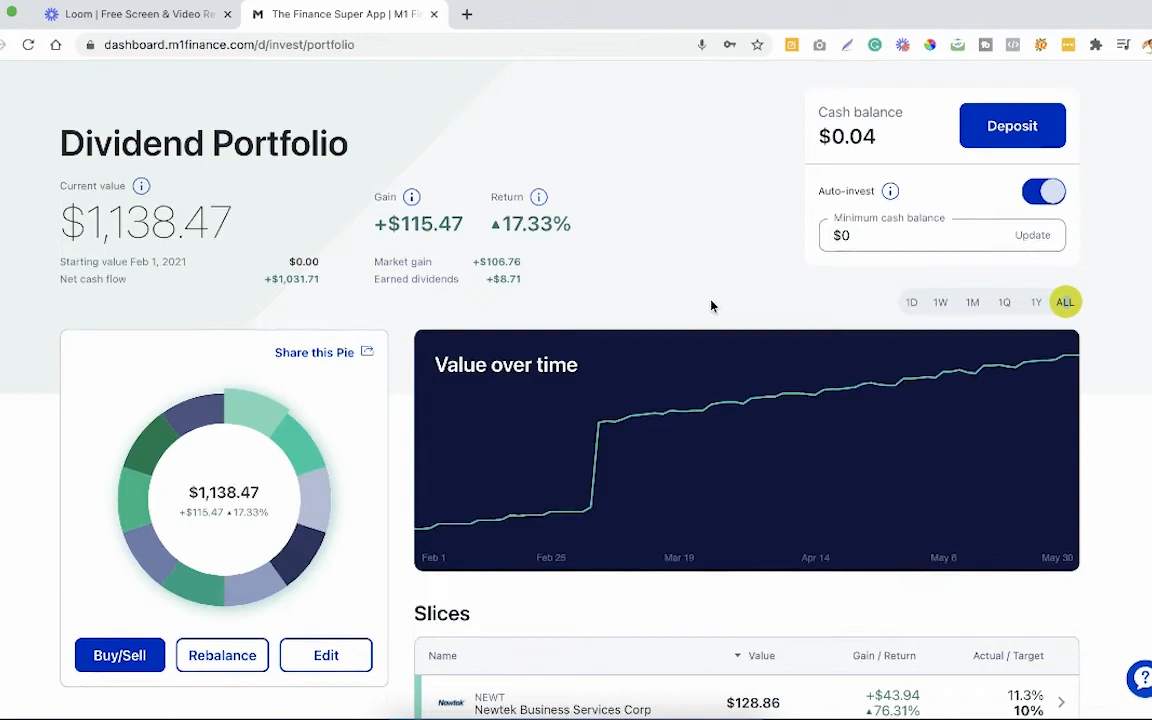 Loom | Free Screen & Video Re
The Finance Super App | M1 Fi
dashboard.m1finance.com/d/invest/portfolio
Dividend Portfolio
Current value
$1,138.47
Starting value Feb 1, 2021 $0.00
Net cash flow +$1,031.71
Gain Return
+$115.47 ▲17.33%
Market gain +$106.76
Earned dividends +$8.71
Cash balance
$0.04
Deposit
Auto-invest
Minimum cash balance
$0 Update
1D 1W 1M 1Q 1Y ALL
Share this Pie
$1,138.47
+$115.47 ▲17.33%
Buy/Sell Rebalance Edit
Value over time
Feb 1 Feb 25 Mar 19 Apr 14 May 6 May 30
Slices
Name Value Gain / Return Actual / Target
Newtek
NEWT
Newtek Business Services Corp
$128.86
+$43.94
▲76.31%
11.3%
10%
?